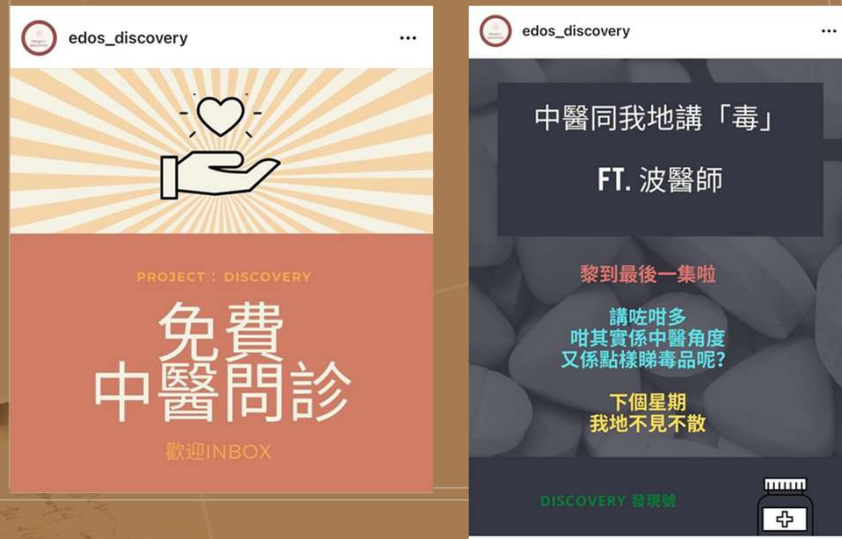 edos_discovery
PROJECT：DISCOVERY
免費
中醫問診
歡迎INBOX
edos_discovery
中醫同我地講「毒」
FT. 波醫師
黎到最後一集啦
講咗咁多
咁其實係中醫角度
又係點樣睇毒品呢?
下個星期
我地不見不散
DISCOVERY 發現號